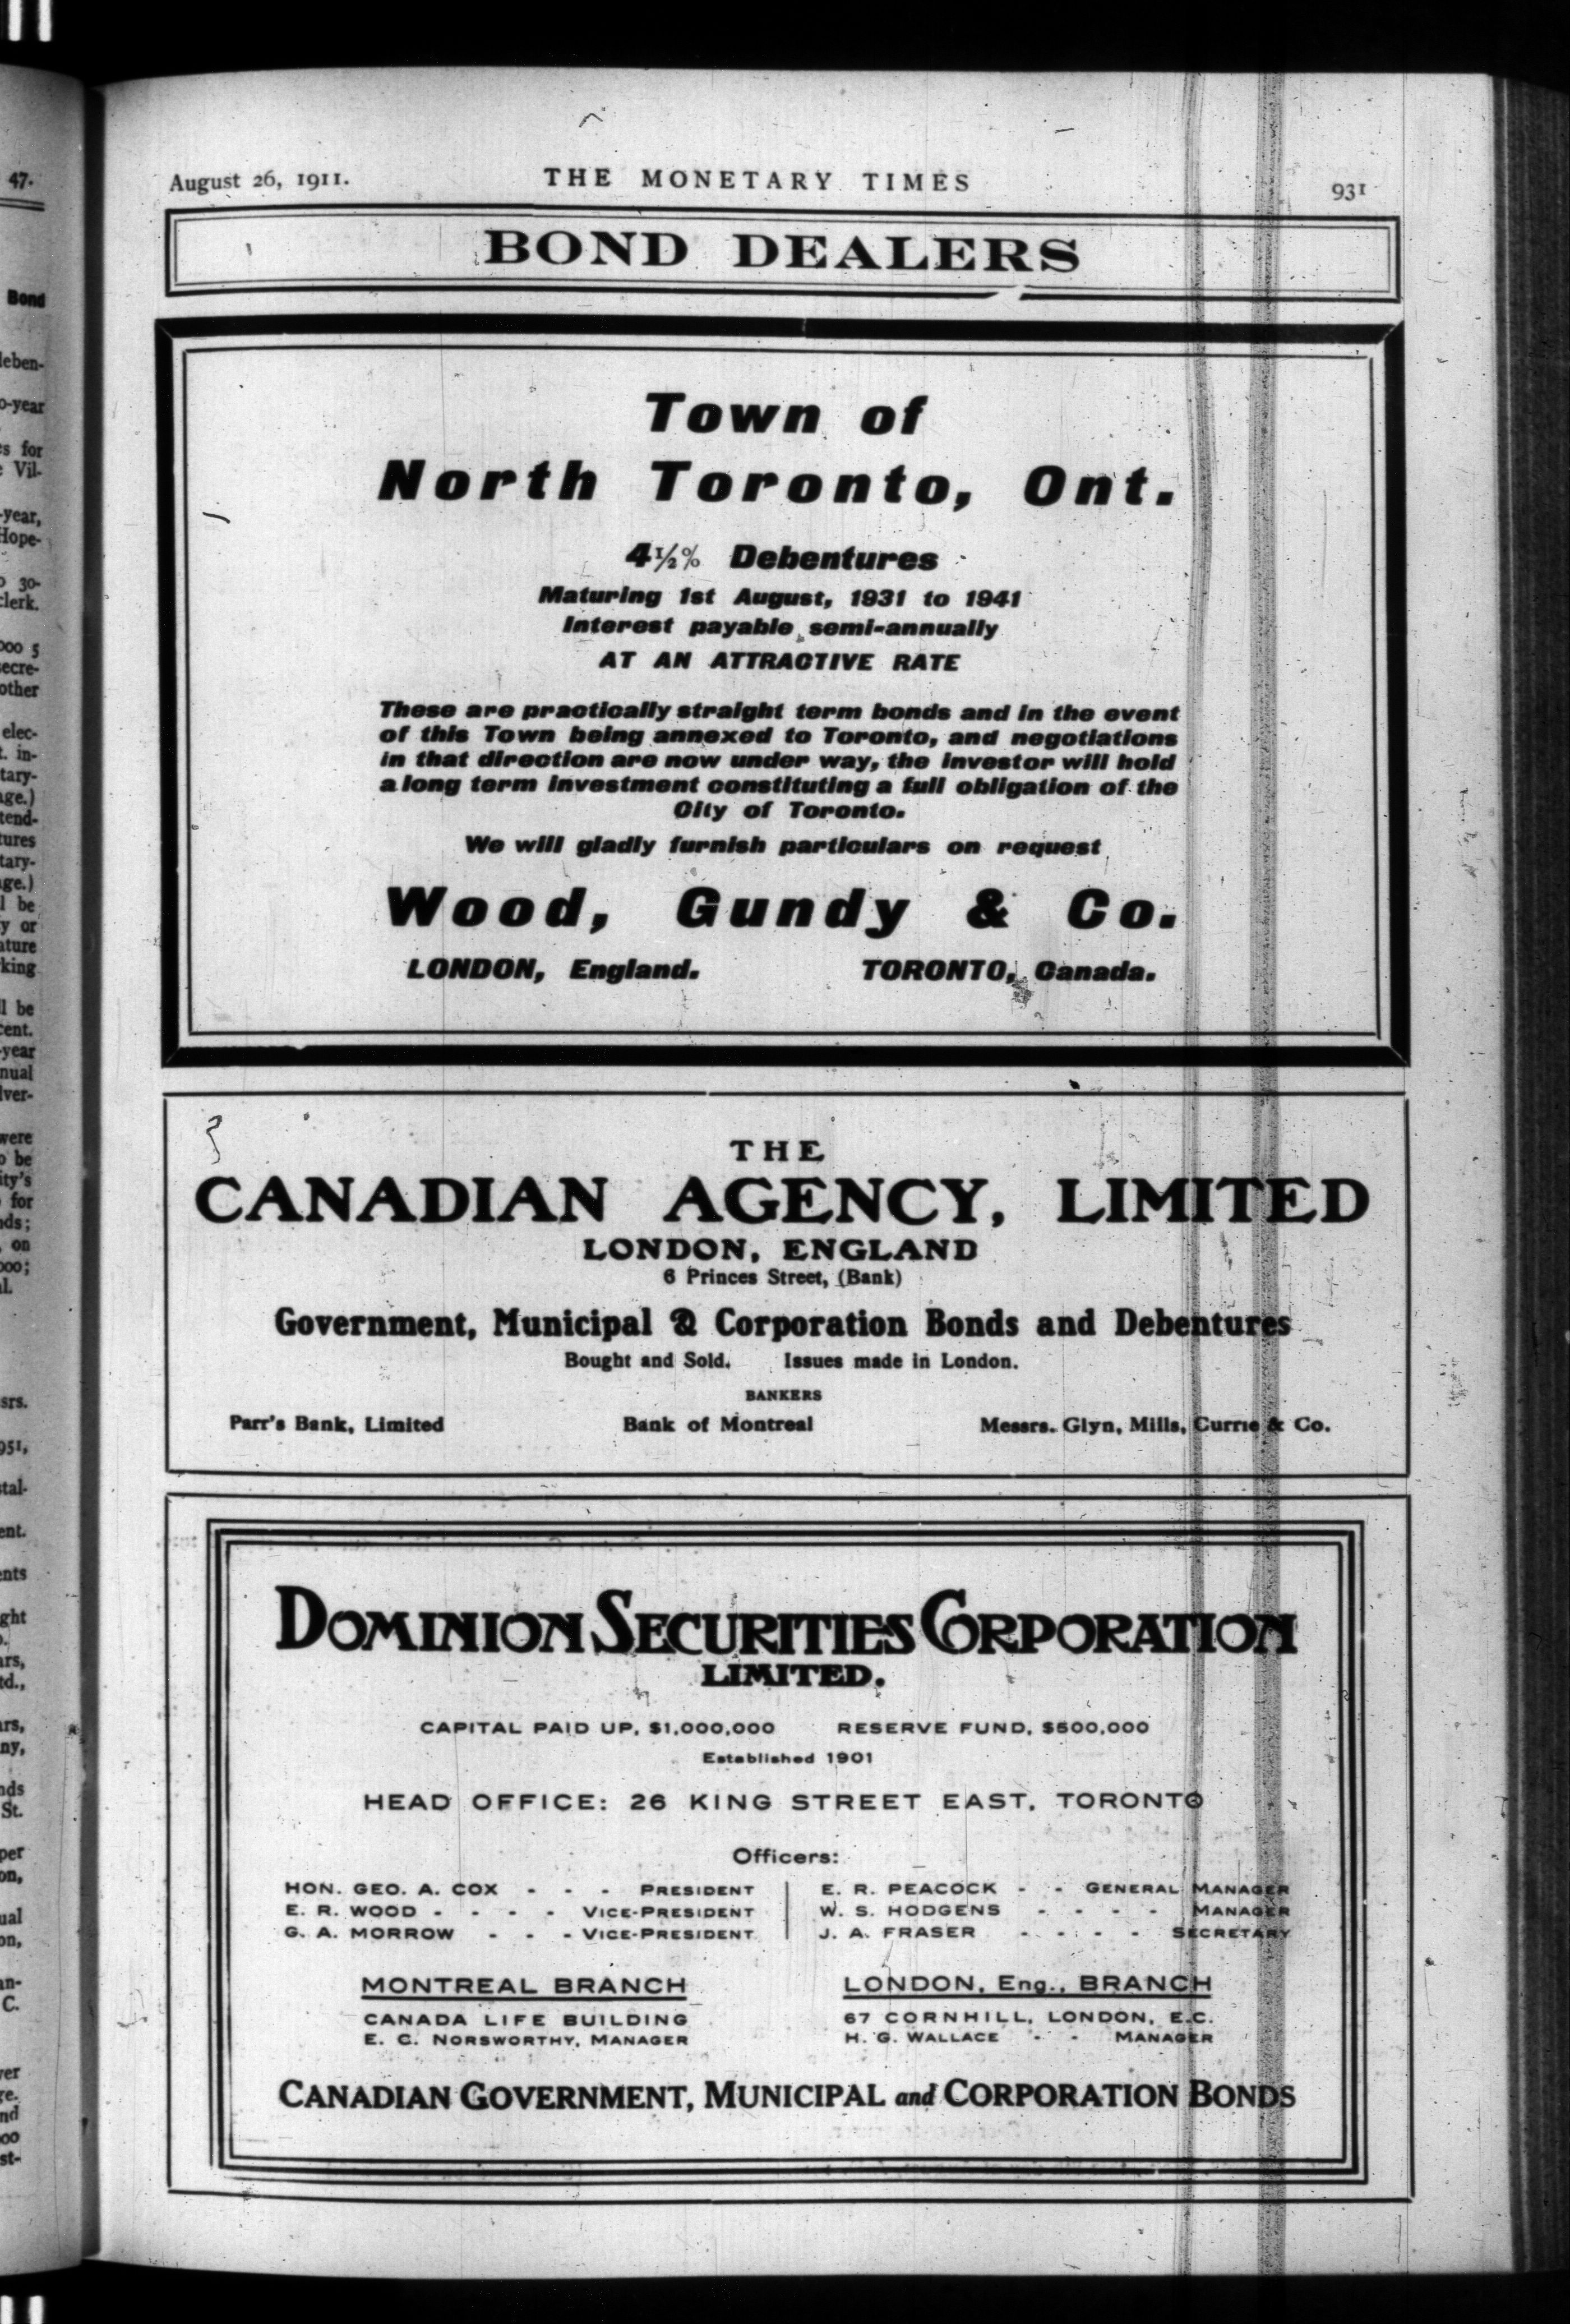 August 26, 1911.
THE MONETARY TIMES
931
BOND DEALERS
Town of
North Toronto, Ont.
4½% Debentures
Maturing 1st August, 1931 to 1941
Interest payable semi-annually
AT AN ATTRACTIVE RATE
These are practically straight term bonds and in the event
of this Town being annexed to Toronto, and negotiations
in that direction are now under way, the investor will hold
a long term investment constituting a full obligation of the
City of Toronto.
We will gladly furnish particulars on request
Wood, Gundy & Co.
LONDON, England. TORONTO, Canada.
THE
CANADIAN AGENCY, LIMITED
LONDON, ENGLAND
6 Princes Street, (Bank)
Government, Municipal & Corporation Bonds and Debentures
Bought and Sold. Issues made in London.
BANKERS
Parr's Bank, Limited Bank of Montreal Messrs. Glyn, Mills, Currie & Co.
DOMINION SECURITIES CORPORATION
LIMITED.
CAPITAL PAID UP, $1,000,000 RESERVE FUND, $500,000
Established 1901
HEAD OFFICE: 26 KING STREET EAST, TORONTO
Officers:
HON. GEO. A. COX - - - PRESIDENT
E. R. WOOD - - - - VICE-PRESIDENT
G. A. MORROW - - - VICE-PRESIDENT
E. R. PEACOCK - - GENERAL MANAGER
W. S. HODGENS - - - - MANAGER
J. A. FRASER - - - - SECRETARY
MONTREAL BRANCH
CANADA LIFE BUILDING
E. C. NORSWORTHY, MANAGER
LONDON, Eng., BRANCH
67 CORNHILL, LONDON, E.C.
H. G. WALLACE - - MANAGER
CANADIAN GOVERNMENT, MUNICIPAL and CORPORATION BONDS